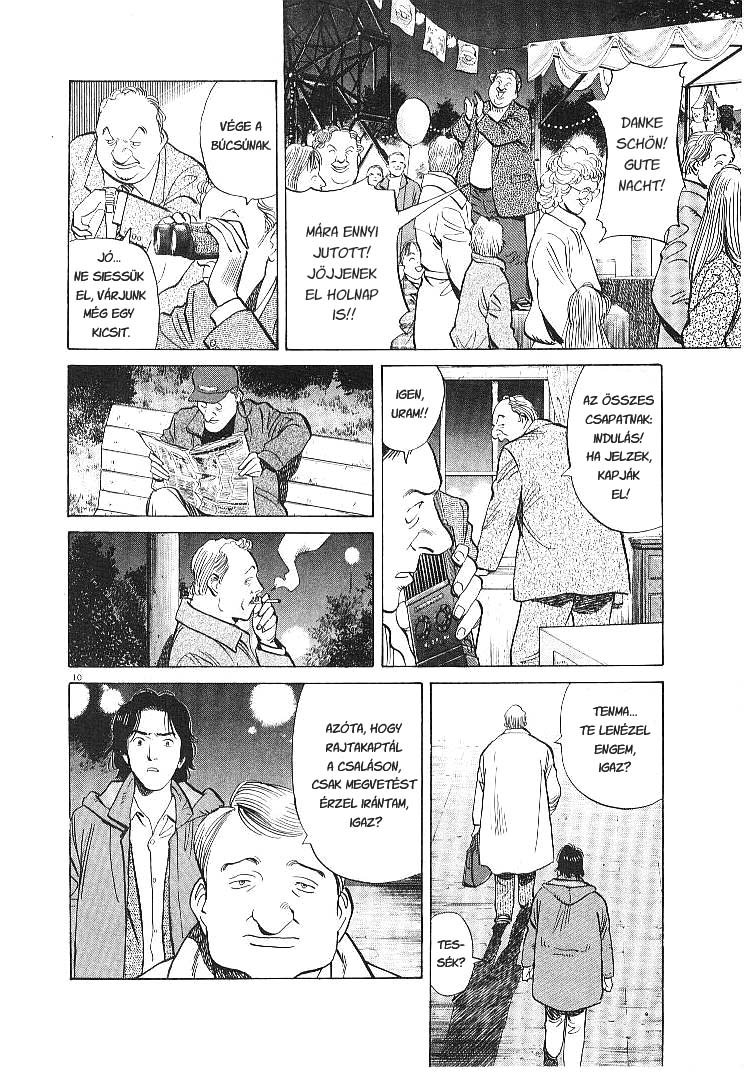 DANKE
SCHÖN!
GUTE
NACHT!
MÁRA ENNYI
JUTOTT!
JÖJJENEK
EL HOLNAP
IS!!
VÉGE A
BÚCSÚNAK.
JÓ...
NE SIESSÜK
EL, VÁRJUNK
MÉG EGY
KICSIT.
AZ ÖSSZES
CSAPATNAK:
INDULÁS!
HA JELZEK,
KAPJÁK
EL!
IGEN,
URAM!!
10
TENMA...
TE LENÉZEL
ENGEM,
IGAZ?
TES-
SÉK?
AZÓTA, HOGY
RAJTAKAPTÁL
A CSALÁSON,
CSAK MEGVETÉST
ÉRZEL IRÁNTAM,
IGAZ?